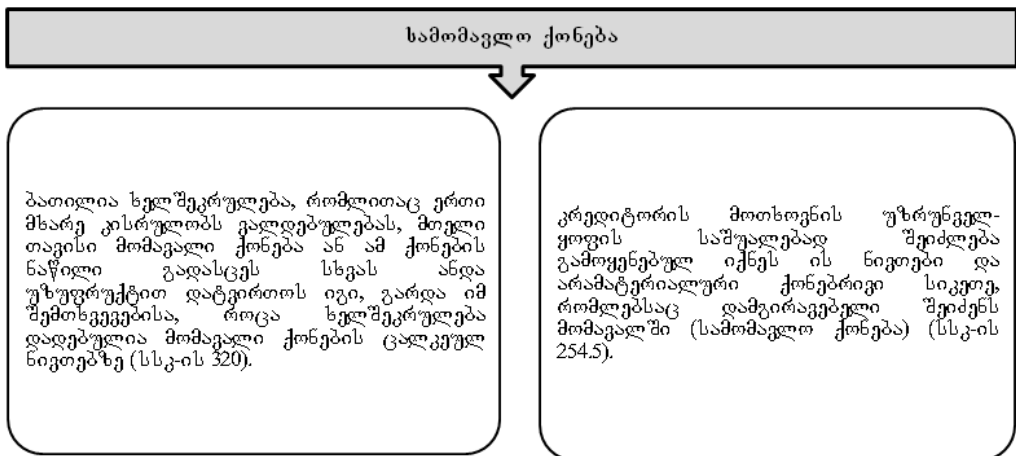 სამომავლო ქონება
ბათილია ხელშეკრულება, რომლითაც ერთი
მხარე კისრულობს ვალდებულებას, მთელი
თავისი მომავალი ქონება ან ამ ქონების
ნაწილი გადასცეს სხვას ანდა
უზუფრუქტით დატვირთოს იგი, გარდა იმ
შემთხვევებისა, როცა ხელშეკრულება
დადებულია მომავალი ქონების ცალკეულ
ნივთებზე (სსკ-ის 320).
კრედიტორის მოთხოვნის უზრუნველ-
ყოფის საშუალებად შეიძლება
გამოყენებულ იქნეს ის ნივთები და
არამატერიალური ქონებრივი სიკეთე,
რომლებსაც დამგირავებელი შეიძენს
მომავალში (სამომავლო ქონება) (სსკ-ის
254.5).